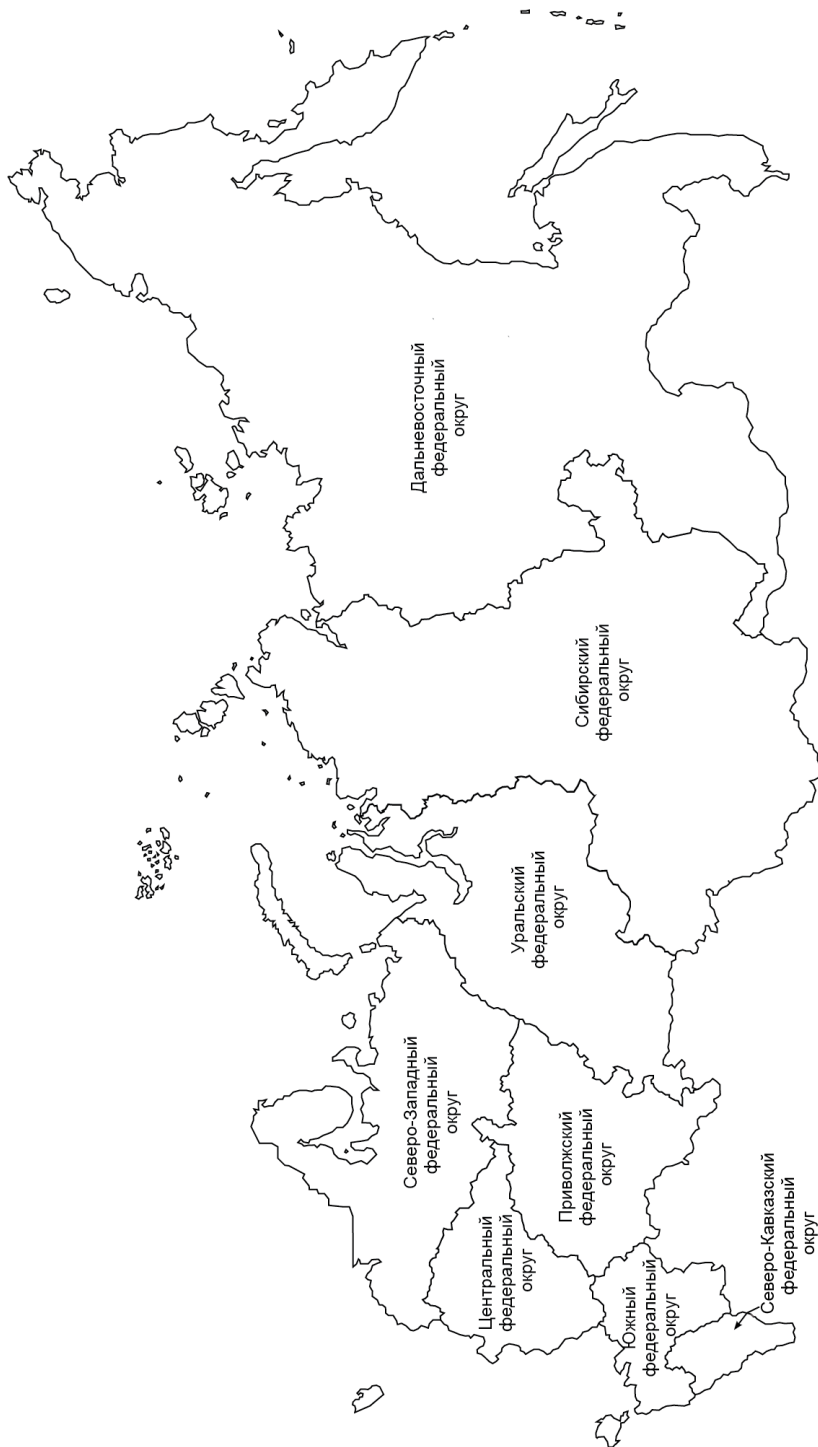 Северо-Западный
федеральный
округ
Центральный
федеральный
округ
Приволжский
федеральный
округ
Южный
федеральный
округ
Северо-Кавказский
федеральный
округ
Уральский
федеральный
округ
Сибирский
федеральный
округ
Дальневосточный
федеральный
округ